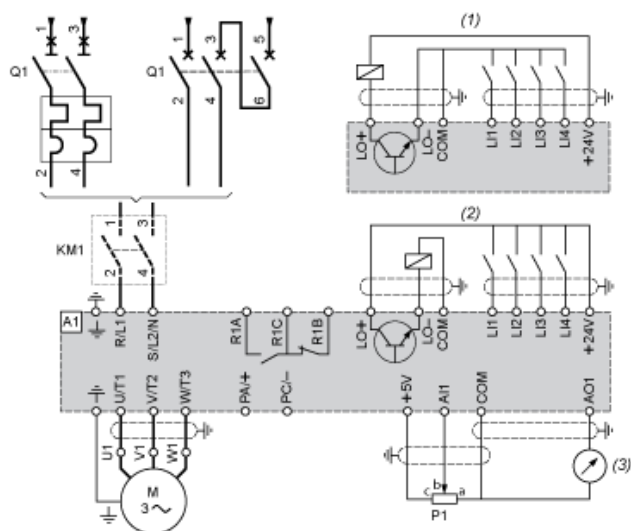 (1)
1 3
1 3 5
Q1
Q1
2 4 6
2 4
LO+ LO- COM LI1 LI2 LI3 LI4 +24V
(2)
1 3
KM1
2 4
A1
R/L1 S/L2/N R1A R1C R1B LO+ LO- COM LI1 LI2 LI3 LI4 +24V
U/T1 V/T2 W/T3 PA/+ PC/- +5V AI1 COM AO1
U1 V1 W1
M
3~
c b a
P1
(3)